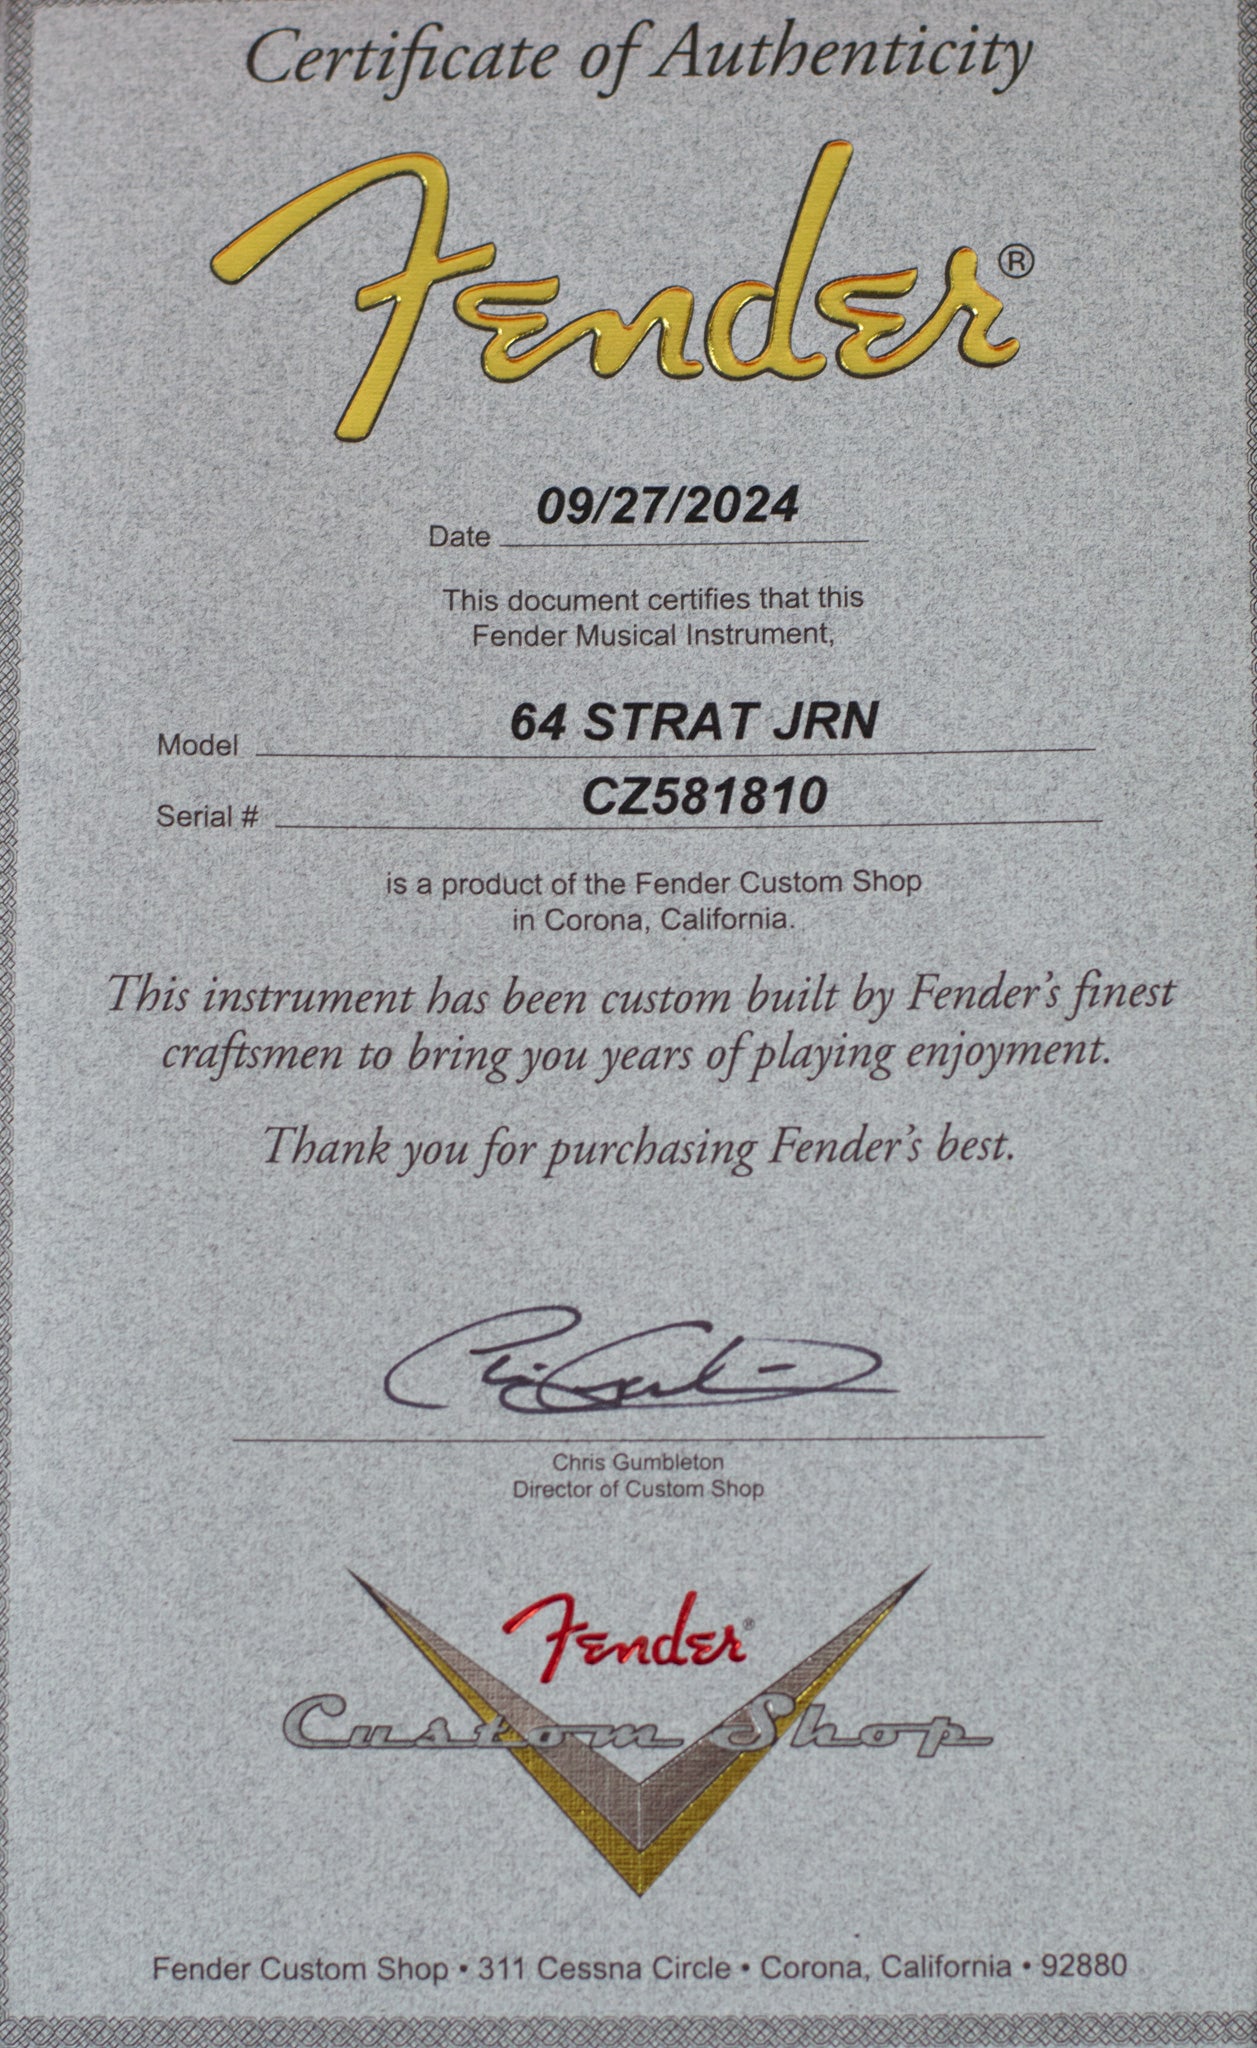 Certificate of Authenticity
Fender®
Date 09/27/2024
This document certifies that this
Fender Musical Instrument,
Model 64 STRAT JRN
Serial # CZ581810
is a product of the Fender Custom Shop
in Corona, California.
This instrument has been custom built by Fender's finest
craftsmen to bring you years of playing enjoyment.
Thank you for purchasing Fender's best.
Chris Gumbleton
Director of Custom Shop
Fender®
Custom Shop
Fender Custom Shop • 311 Cessna Circle • Corona, California • 92880